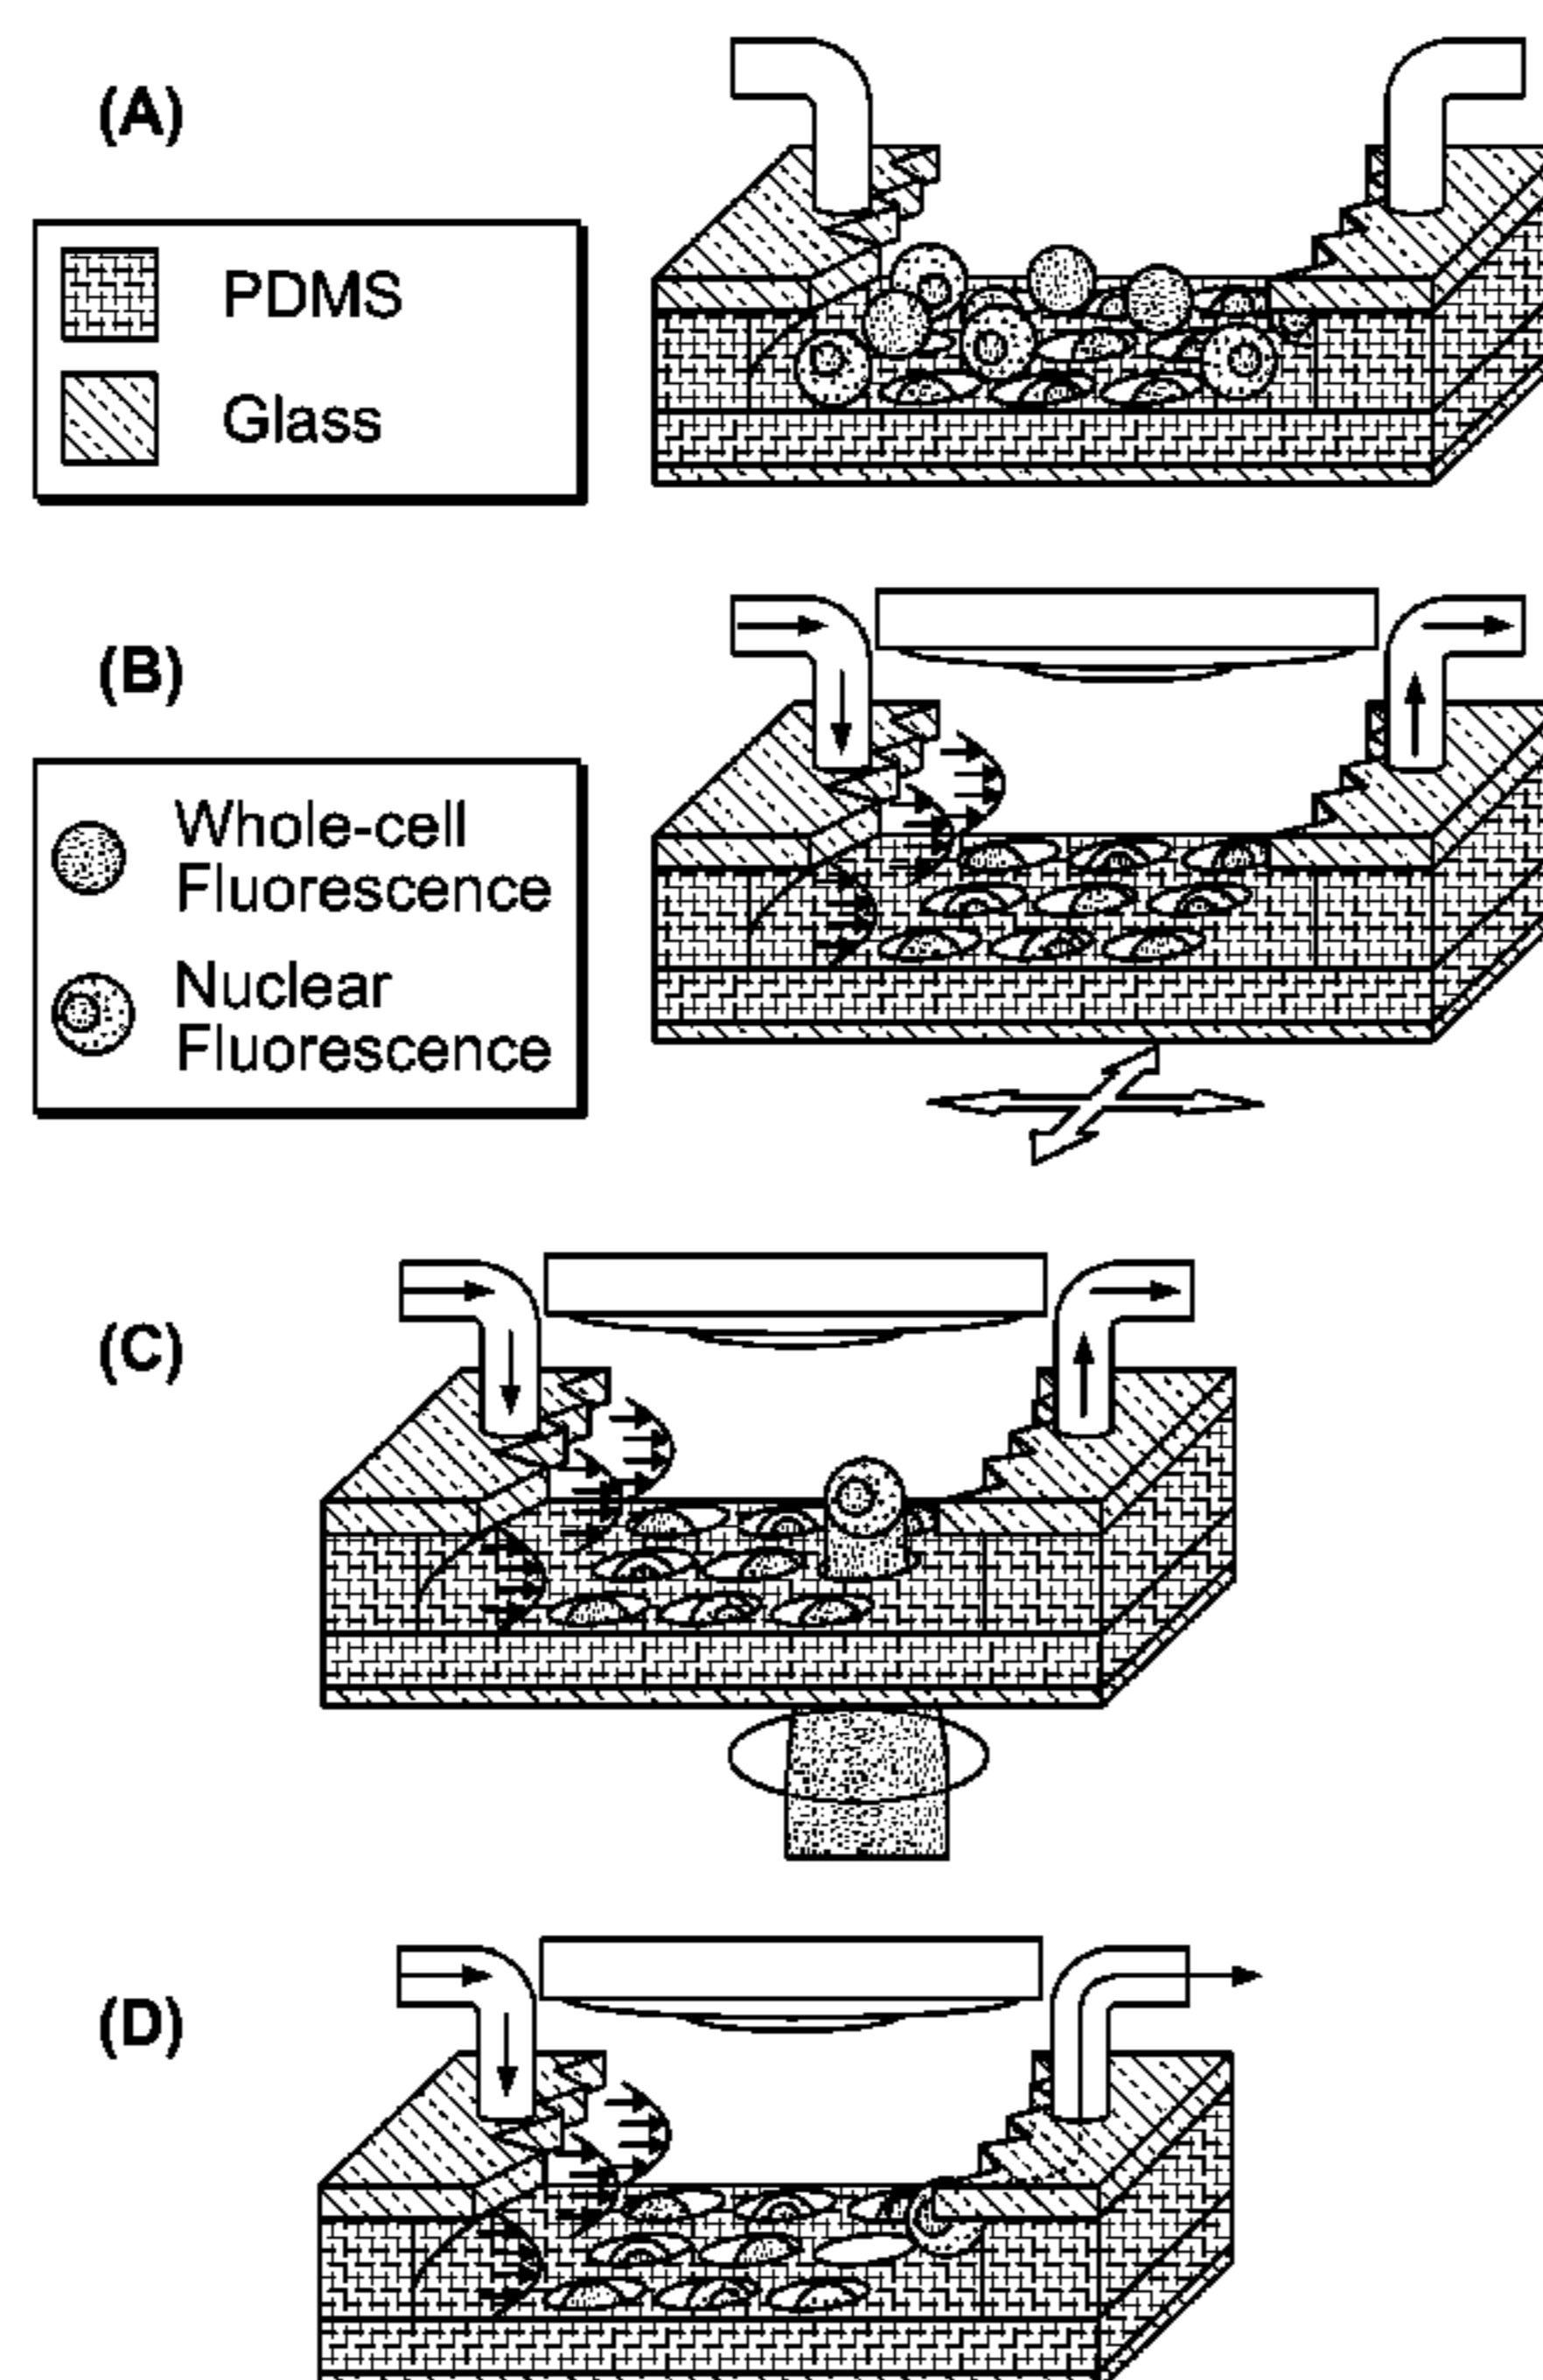 (A)
PDMS
Glass
(B)
Whole-cell
Fluorescence
Nuclear
Fluorescence
(C)
(D)